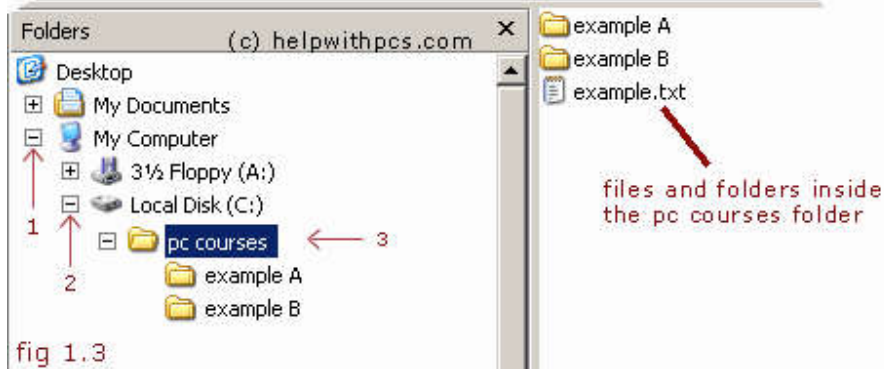 Folders
(c) helpwithpcs.com
Desktop
My Documents
My Computer
3½ Floppy (A:)
Local Disk (C:)
1
pc courses
3
2
example A
example B
fig 1.3
example A
example B
example.txt
files and folders inside
the pc courses folder